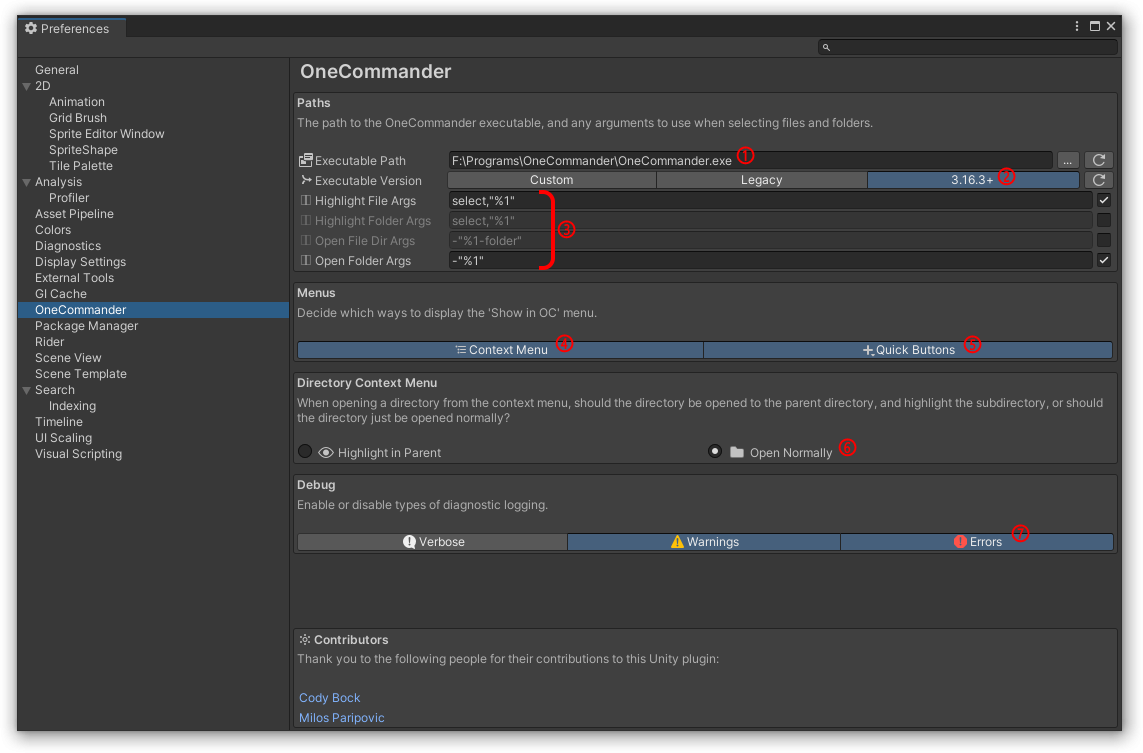 Preferences
General
2D
Animation
Grid Brush
Sprite Editor Window
SpriteShape
Tile Palette
Analysis
Profiler
Asset Pipeline
Colors
Diagnostics
Display Settings
External Tools
GI Cache
OneCommander
Package Manager
Rider
Scene View
Scene Template
Search
Indexing
Timeline
UI Scaling
Visual Scripting
OneCommander
Paths
The path to the OneCommander executable, and any arguments to use when selecting files and folders.
Executable Path F:\Programs\OneCommander\OneCommander.exe ① ...
Executable Version Custom Legacy 3.16.3+ ②
Highlight File Args select,"%1"
Highlight Folder Args select,"%1" ③
Open File Dir Args -"%1-folder"
Open Folder Args -"%1"
Menus
Decide which ways to display the 'Show in OC' menu.
Context Menu ④ Quick Buttons ⑤
Directory Context Menu
When opening a directory from the context menu, should the directory be opened to the parent directory, and highlight the subdirectory, or should
the directory just be opened normally?
Highlight in Parent Open Normally ⑥
Debug
Enable or disable types of diagnostic logging.
Verbose Warnings Errors ⑦
Contributors
Thank you to the following people for their contributions to this Unity plugin:
Cody Bock
Milos Paripovic